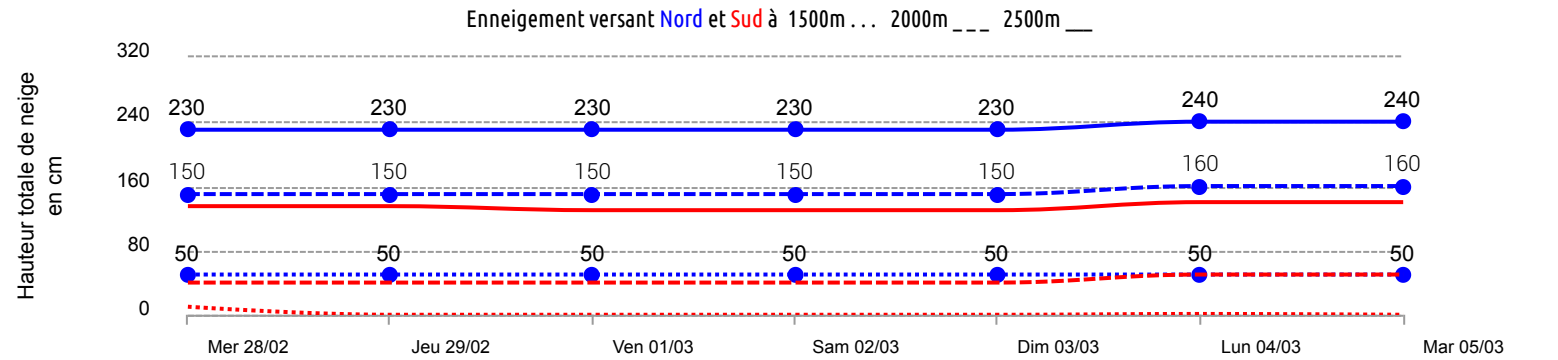 Enneigement versant Nord et Sud à 1500m . . . 2000m _ _ _ 2500m __
Hauteur totale de neige
en cm
320
240
160
80
0
230 230 230 230 230 240 240
150 150 150 150 150 160 160
50 50 50 50 50 50 50
Mer 28/02 Jeu 29/02 Ven 01/03 Sam 02/03 Dim 03/03 Lun 04/03 Mar 05/03